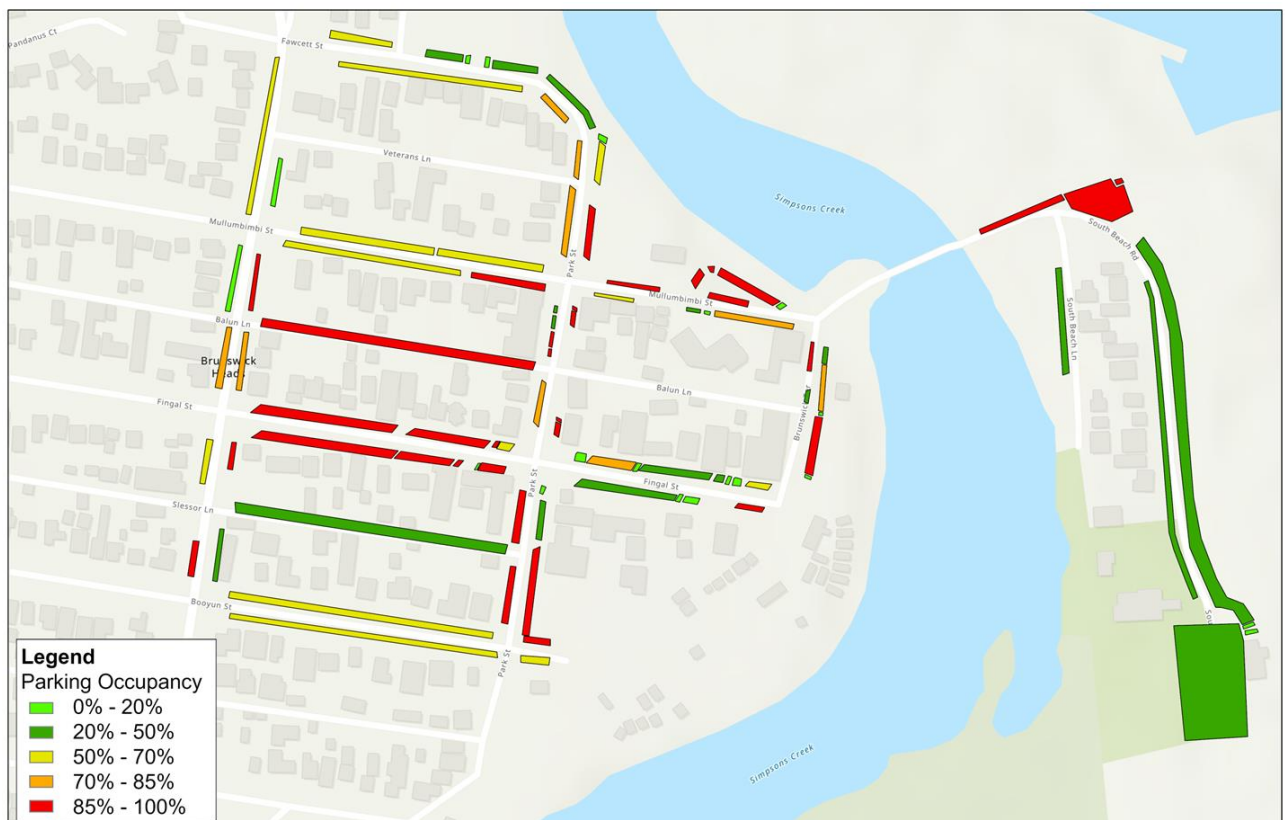 Pandanus Ct
Fawcett St
Veterans Ln
Simpsons Creek
Mullumbimbi St
South Beach Rd
Park St
Mullumbimbi St
South Beach Ln
Balun Ln
Brunswick
Heads
Balun Ln
Fingal St
Park St
Fingal St
Slessor Ln
Booyun St
Park St
Simpsons Creek
Legend
Parking Occupancy
0% - 20%
20% - 50%
50% - 70%
70% - 85%
85% - 100%